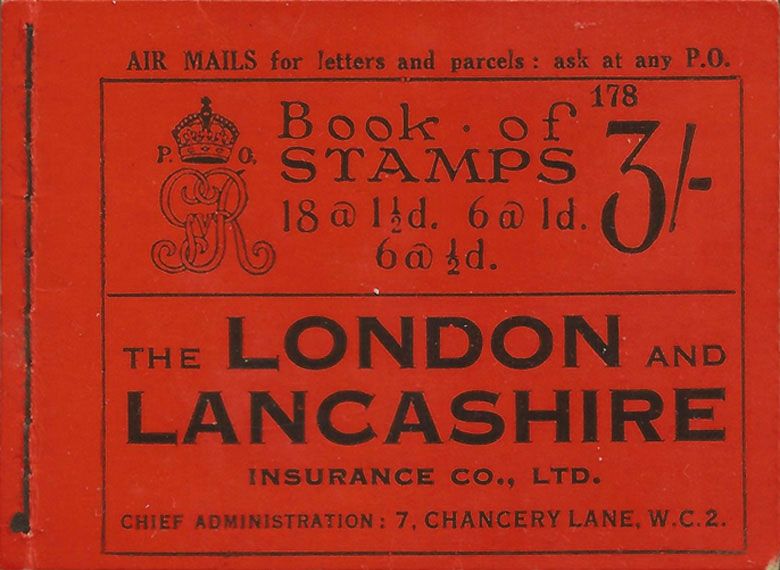 AIR MAILS for letters and parcels: ask at any P.O.
178
P. O.
GVR
Book · of
STAMPS
3/-
18 @ 1½d. 6 @ 1d.
6 @ ½d.
THE LONDON AND
LANCASHIRE
INSURANCE CO., LTD.
CHIEF ADMINISTRATION: 7, CHANCERY LANE, W.C.2.